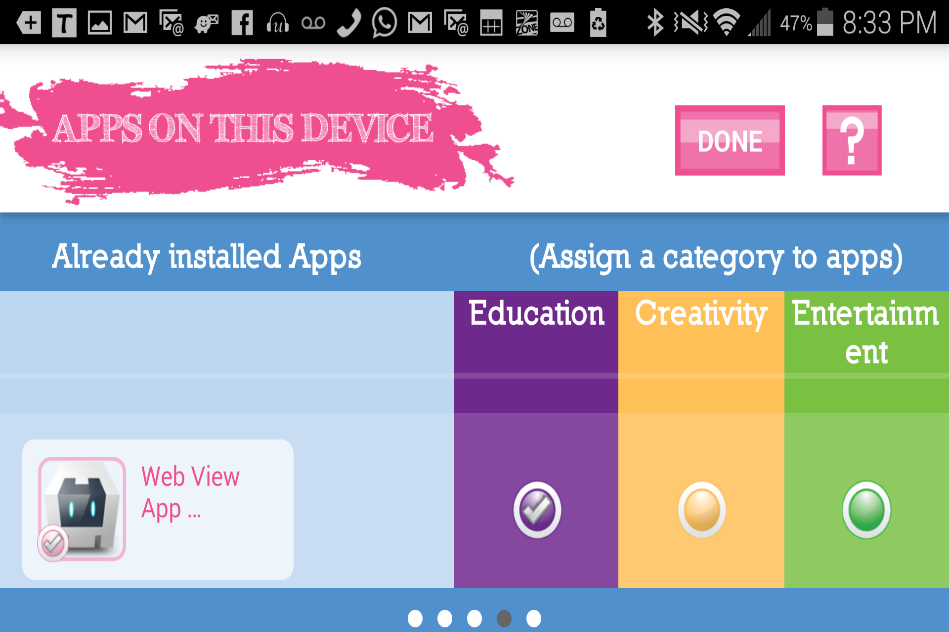 47% 8:33 PM
APPS ON THIS DEVICE
DONE ?
Already installed Apps
(Assign a category to apps)
Education
Creativity
Entertainm
ent
Web View
App ...